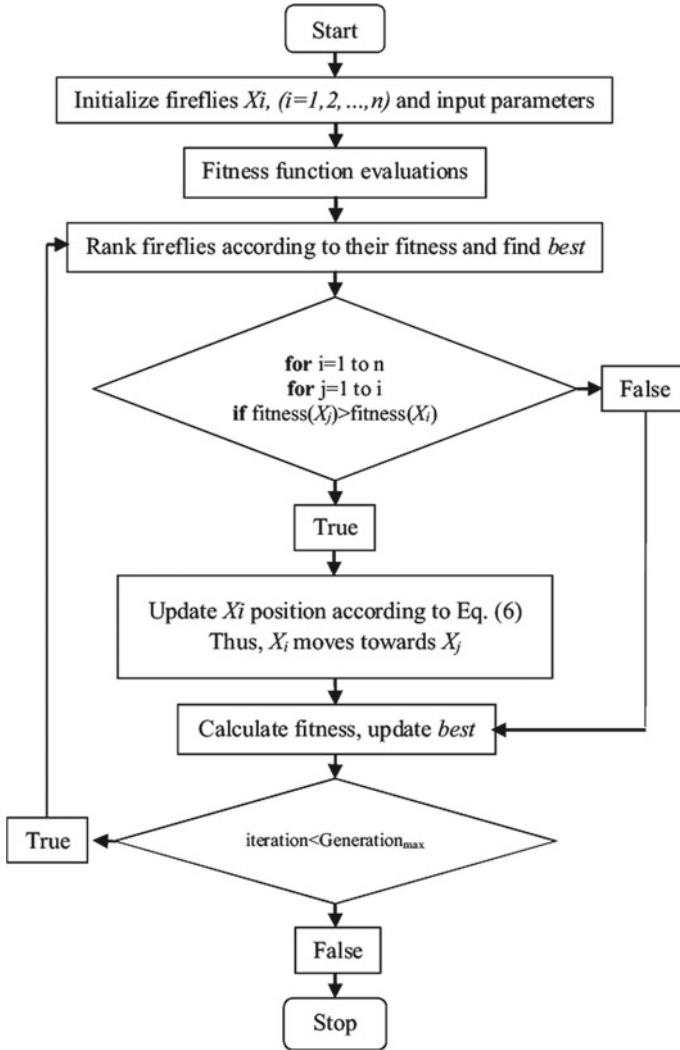 Start
Initialize fireflies Xi, (i=1,2,...,n) and input parameters
Fitness function evaluations
Rank fireflies according to their fitness and find best
for i=1 to n
for j=1 to i
if fitness(Xj)>fitness(Xi)
False
True
Update Xi position according to Eq. (6)
Thus, Xi moves towards Xj
Calculate fitness, update best
iteration<Generationmax
True
False
Stop